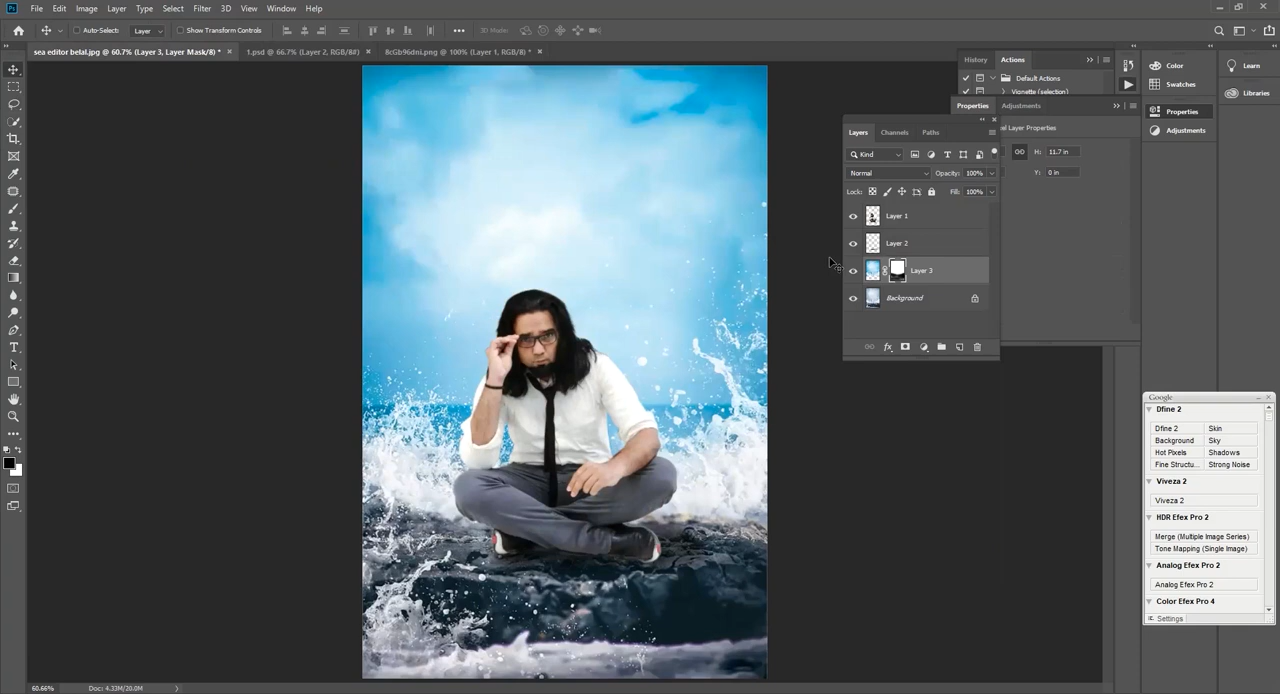 Ps File Edit Image Layer Type Select Filter 3D View Window Help
Auto-Select: Layer Show Transform Controls 3D Mode:
sea editor belal.jpg @ 60.7% (Layer 3, Layer Mask/8) * × 1.psd @ 66.7% (Layer 2, RGB/8#) × 8cGb96dni.png @ 100% (Layer 1, RGB/8) * ×
History Actions
Default Actions
Vignette (selection)
Properties Adjustments
el Layer Properties
H: 11.7 in
Y: 0 in
Layers Channels Paths
Kind
Normal Opacity: 100%
Lock: Fill: 100%
Layer 1
Layer 2
Layer 3
Background
Color
Swatches
Properties
Adjustments
Learn
Libraries
Google
Dfine 2
Dfine 2 Skin
Background Sky
Hot Pixels Shadows
Fine Structu... Strong Noise
Viveza 2
Viveza 2
HDR Efex Pro 2
Merge (Multiple Image Series)
Tone Mapping (Single Image)
Analog Efex Pro 2
Analog Efex Pro 2
Color Efex Pro 4
Settings
60.66% Doc: 4.33M/20.0M